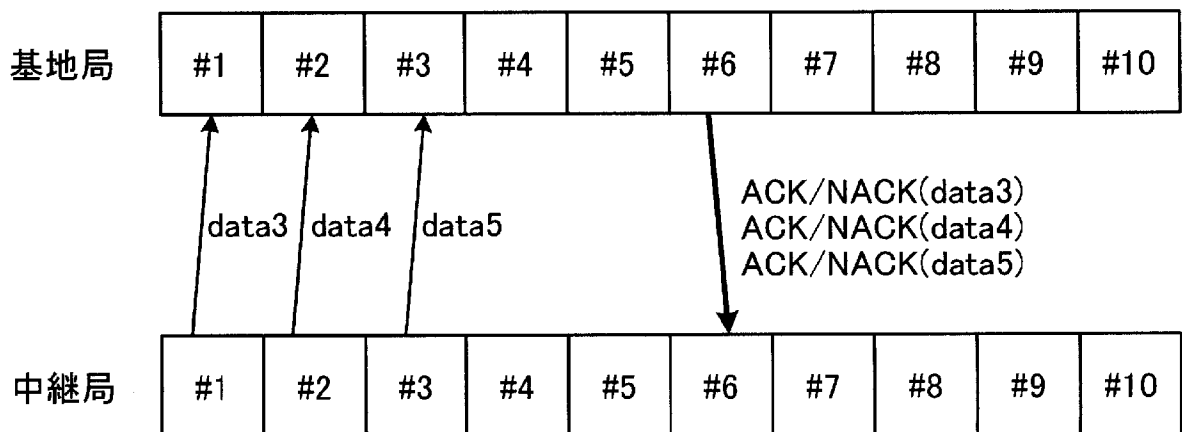 基地局 #1 #2 #3 #4 #5 #6 #7 #8 #9 #10
data3 data4 data5
ACK/NACK(data3)
ACK/NACK(data4)
ACK/NACK(data5)
中継局 #1 #2 #3 #4 #5 #6 #7 #8 #9 #10